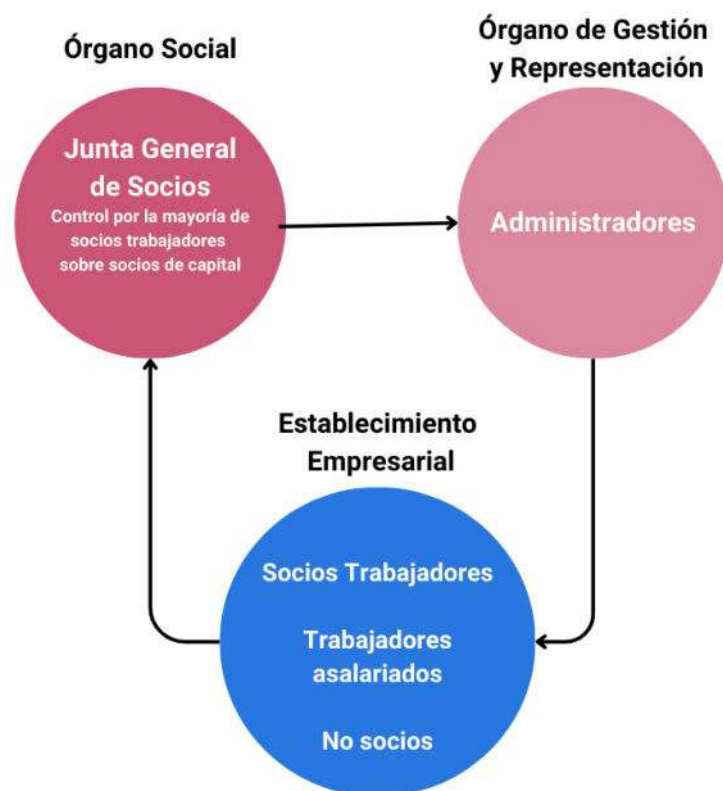 Órgano Social
Órgano de Gestión
y Representación
Junta General
de Socios
Control por la mayoría de
socios trabajadores
sobre socios de capital
Administradores
Establecimiento
Empresarial
Socios Trabajadores
Trabajadores
asalariados
No socios